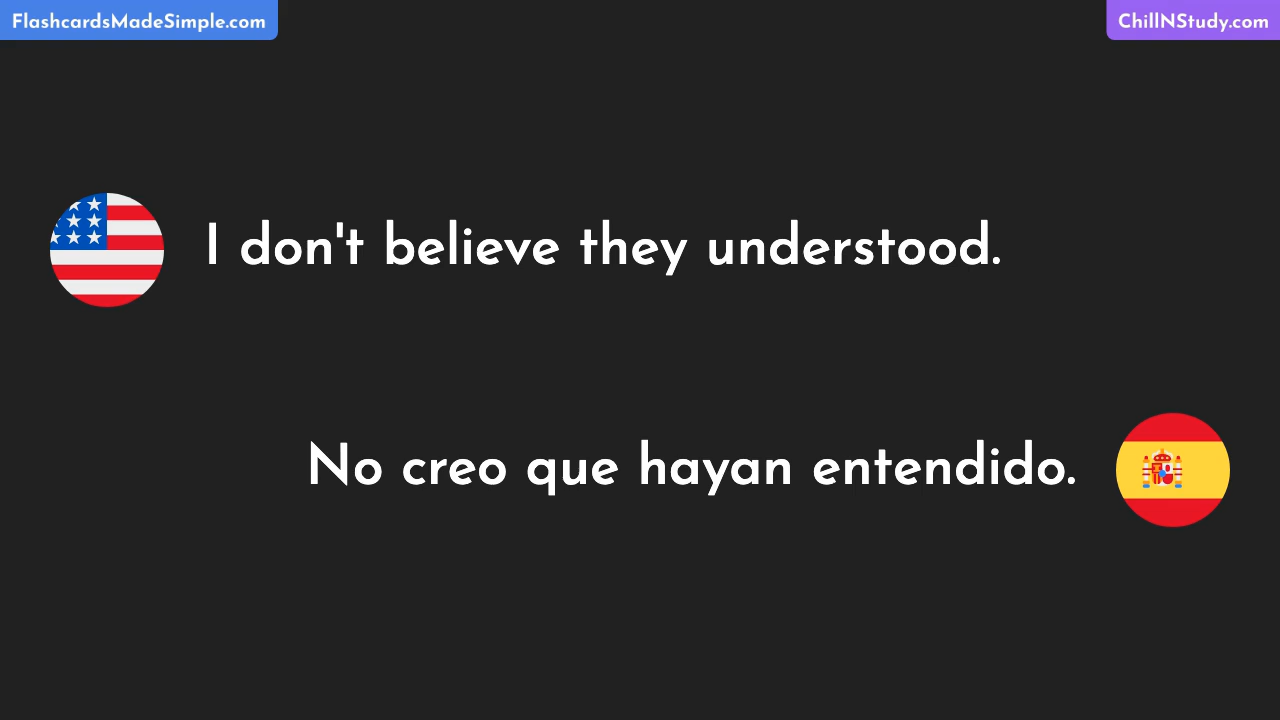 FlashcardsMadeSimple.com
ChillNStudy.com
I don't believe they understood.
No creo que hayan entendido.